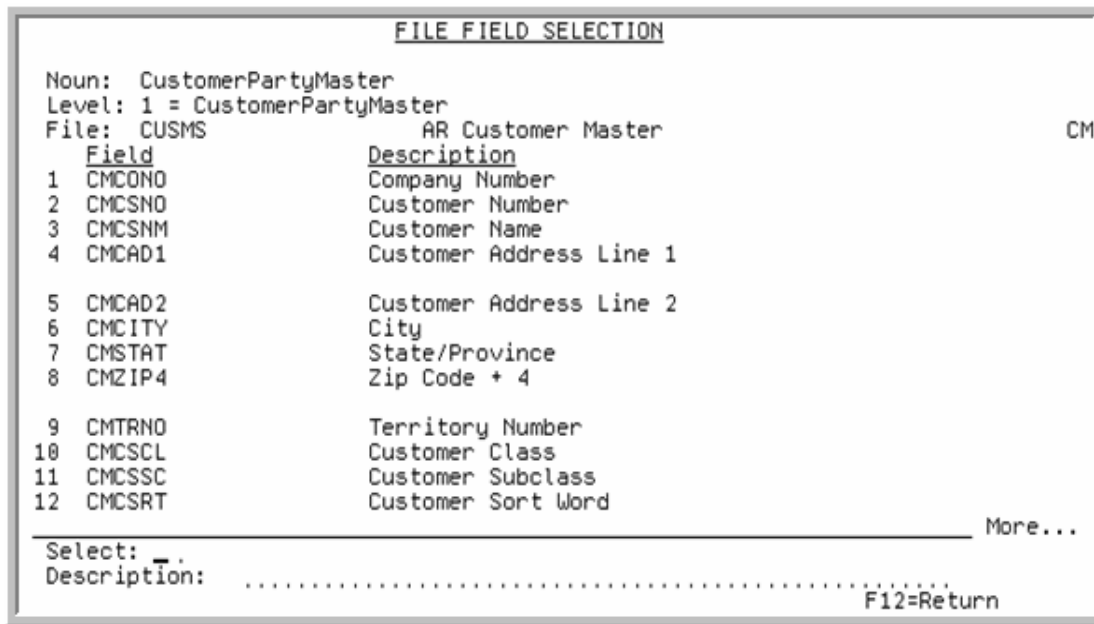 FILE FIELD SELECTION
Noun: CustomerPartyMaster
Level: 1 = CustomerPartyMaster
File: CUSMS AR Customer Master CM
Field Description
1 CMCONO Company Number
2 CMCSNO Customer Number
3 CMCSNM Customer Name
4 CMCAD1 Customer Address Line 1
5 CMCAD2 Customer Address Line 2
6 CMCITY City
7 CMSTAT State/Province
8 CMZIP4 Zip Code + 4
9 CMTRNO Territory Number
10 CMCSCL Customer Class
11 CMCSSC Customer Subclass
12 CMCSRT Customer Sort Word
More...
Select: _ .
Description: .....................................................
F12=Return